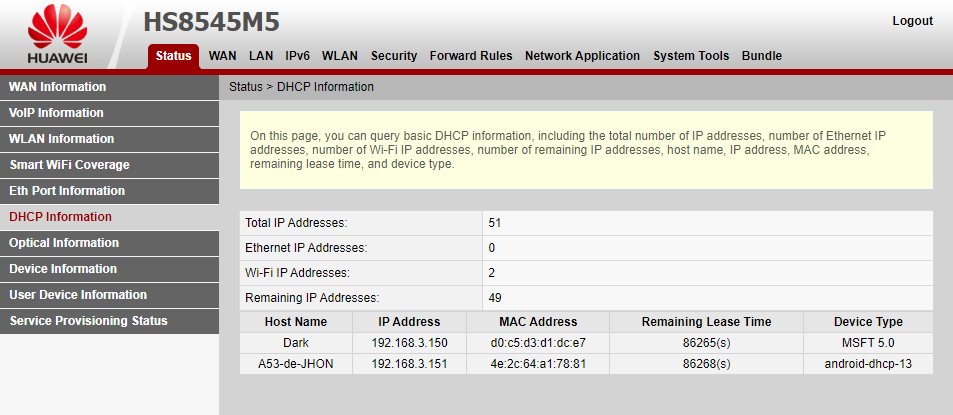 HUAWEI
HS8545M5
Logout
Status WAN LAN IPv6 WLAN Security Forward Rules Network Application System Tools Bundle
WAN Information
VoIP Information
WLAN Information
Smart WiFi Coverage
Eth Port Information
DHCP Information
Optical Information
Device Information
User Device Information
Service Provisioning Status
Status > DHCP Information
On this page, you can query basic DHCP information, including the total number of IP addresses, number of Ethernet IP
addresses, number of Wi-Fi IP addresses, number of remaining IP addresses, host name, IP address, MAC address,
remaining lease time, and device type.
Total IP Addresses: 51
Ethernet IP Addresses: 0
Wi-Fi IP Addresses: 2
Remaining IP Addresses: 49
Host Name IP Address MAC Address Remaining Lease Time Device Type
Dark 192.168.3.150 d0:c5:d3:d1:dc:e7 86265(s) MSFT 5.0
A53-de-JHON 192.168.3.151 4e:2c:64:a1:78:81 86268(s) android-dhcp-13